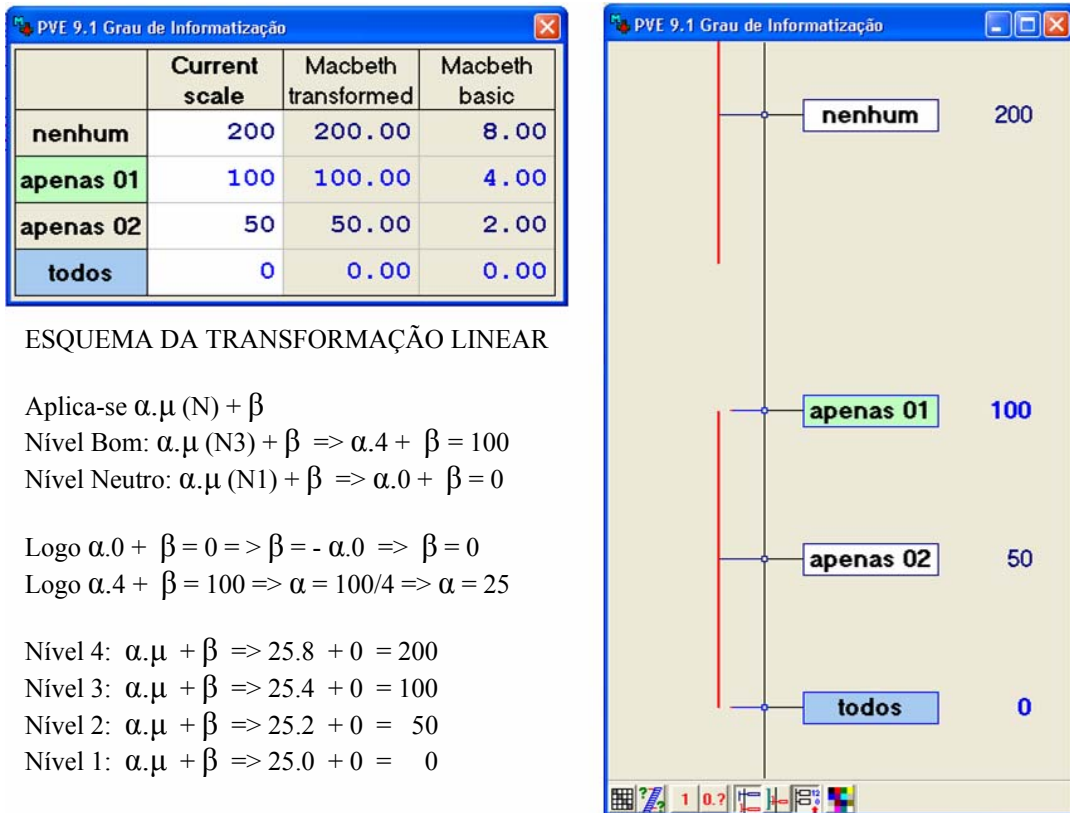 PVE 9.1 Grau de Informatização
Current scale Macbeth transformed Macbeth basic
nenhum 200 200.00 8.00
apenas 01 100 100.00 4.00
apenas 02 50 50.00 2.00
todos 0 0.00 0.00
ESQUEMA DA TRANSFORMAÇÃO LINEAR
Aplica-se α.μ (N) + β
Nível Bom: α.μ (N3) + β => α.4 + β = 100
Nível Neutro: α.μ (N1) + β => α.0 + β = 0
Logo α.0 + β = 0 = > β = - α.0 => β = 0
Logo α.4 + β = 100 => α = 100/4 => α = 25
Nível 4: α.μ + β => 25.8 + 0 = 200
Nível 3: α.μ + β => 25.4 + 0 = 100
Nível 2: α.μ + β => 25.2 + 0 = 50
Nível 1: α.μ + β => 25.0 + 0 = 0
PVE 9.1 Grau de Informatização
nenhum 200
apenas 01 100
apenas 02 50
todos 0
1 0.?